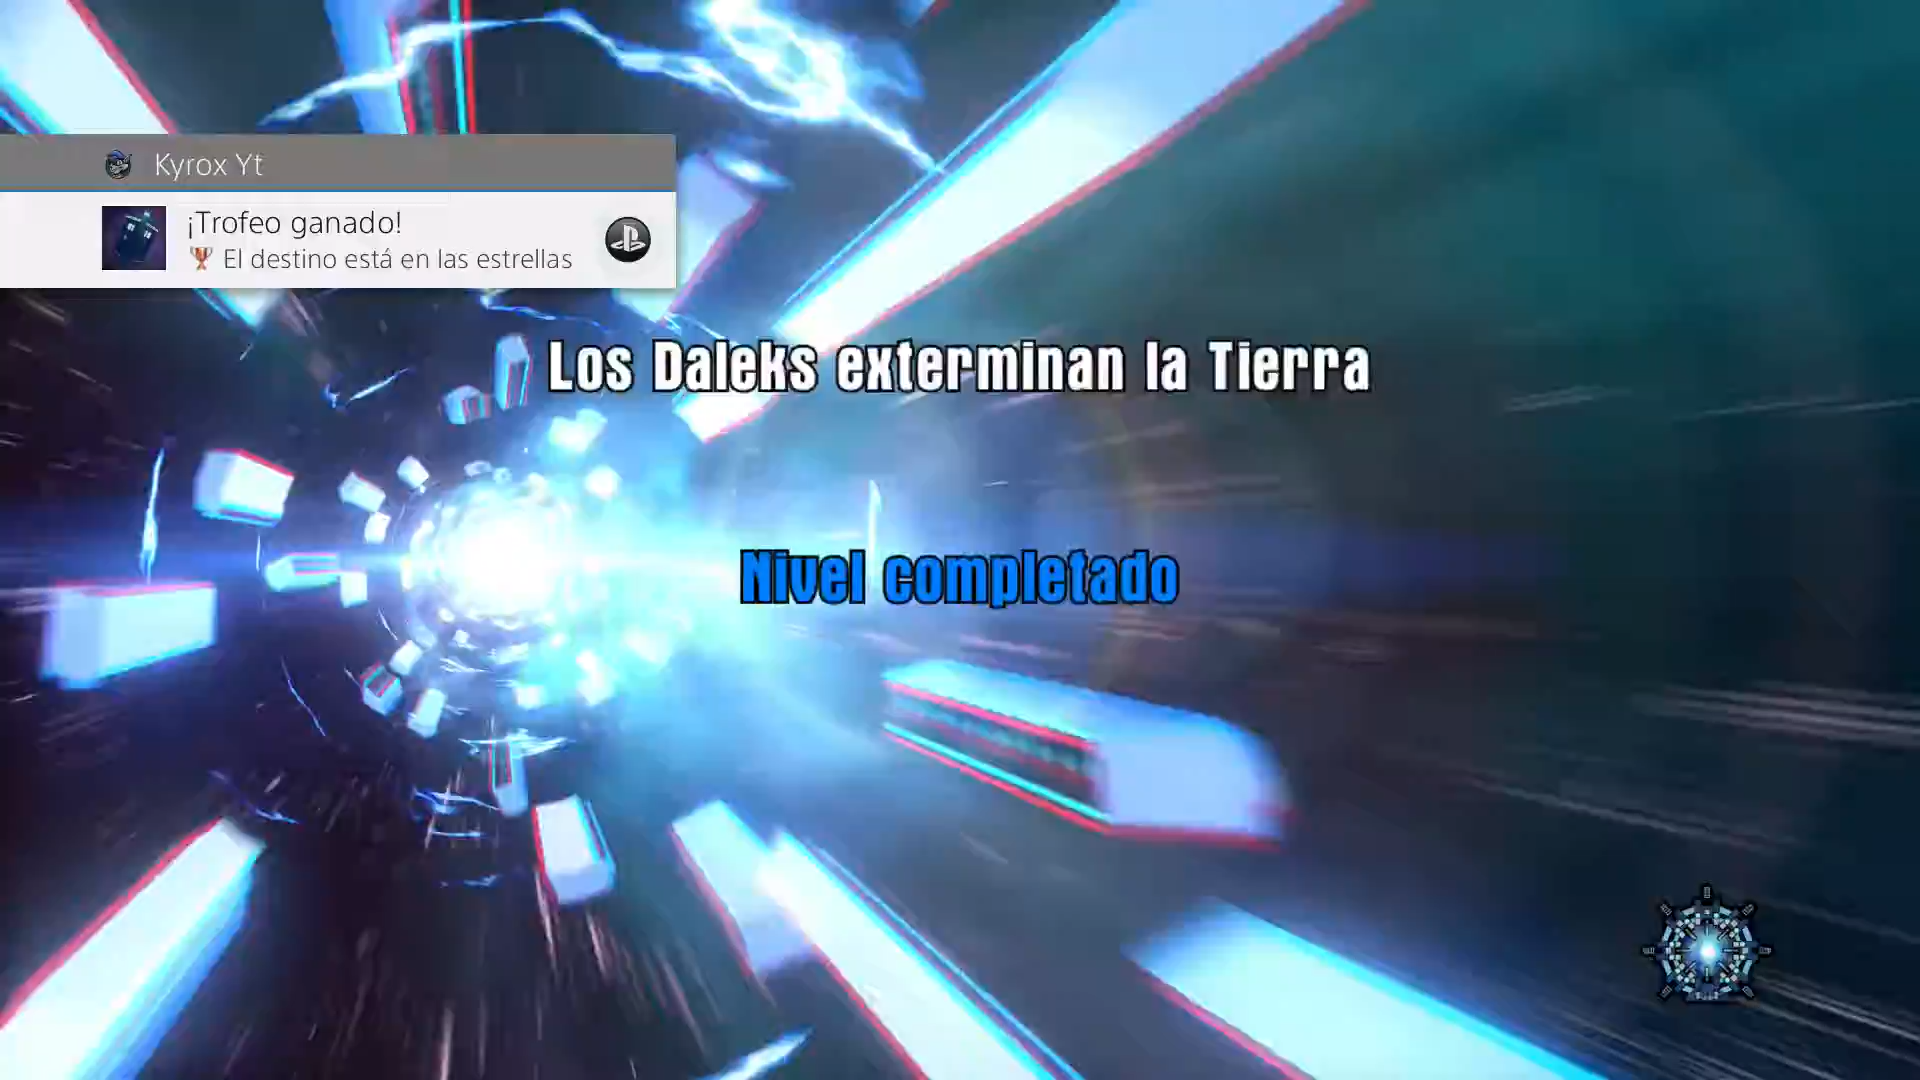 Kyrox Yt
¡Trofeo ganado!
El destino está en las estrellas
Los Daleks exterminan la Tierra
Nivel completado